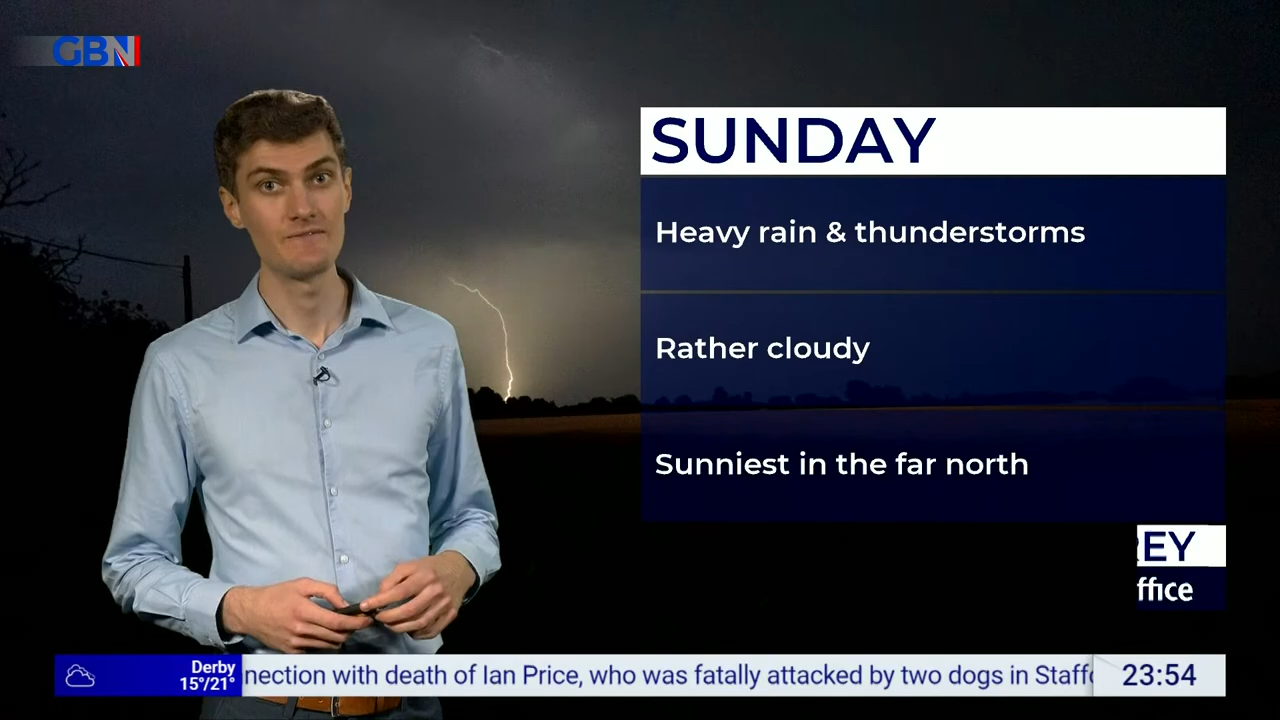 GBN
SUNDAY
Heavy rain & thunderstorms
Rather cloudy
Sunniest in the far north
EY
ffice
Derby
15°/21°
nection with death of Ian Price, who was fatally attacked by two dogs in Staffo
23:54